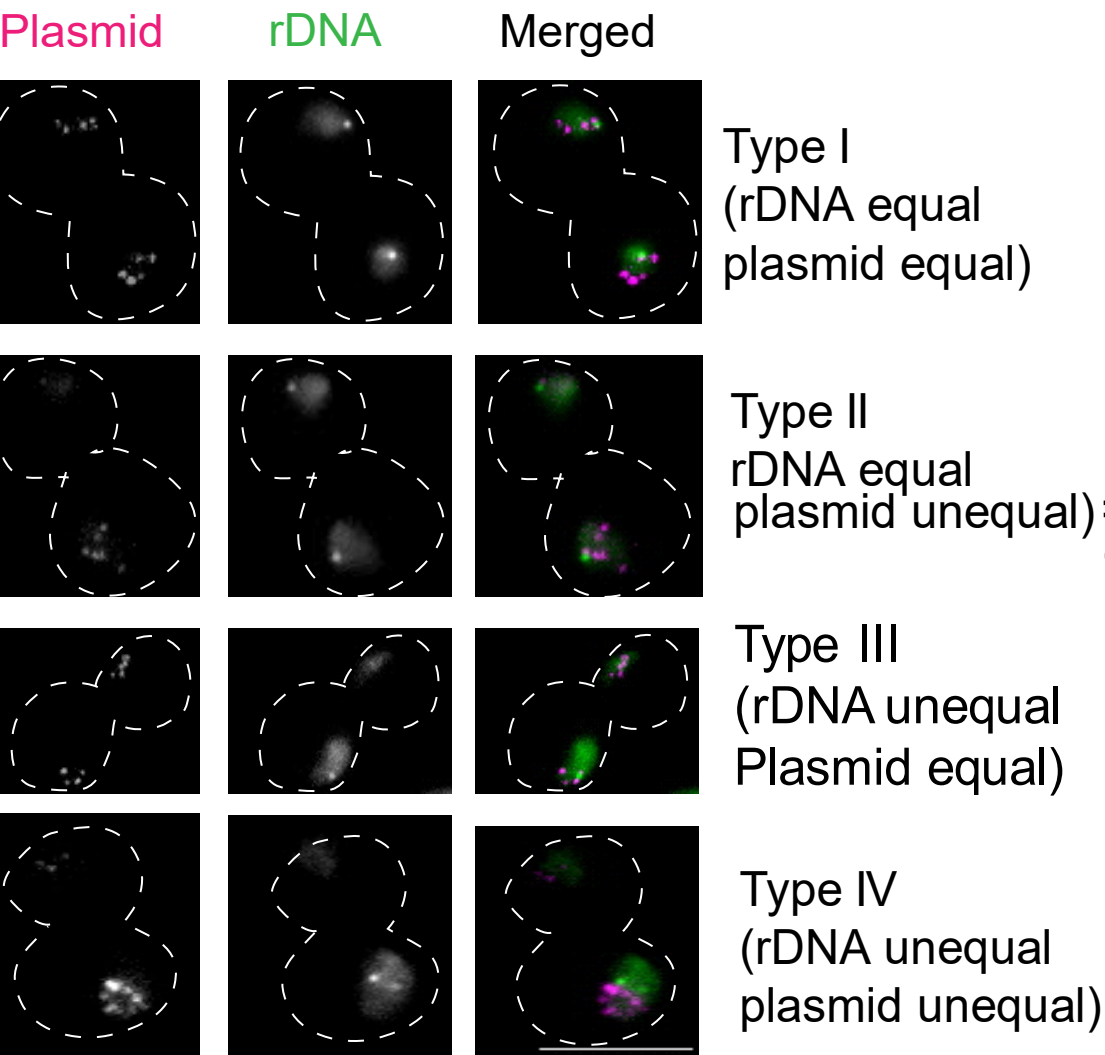 Plasmid rDNA Merged
Type I
(rDNA equal
plasmid equal)
Type II
rDNA equal
plasmid unequal)
Type III
(rDNA unequal
Plasmid equal)
Type IV
(rDNA unequal
plasmid unequal)